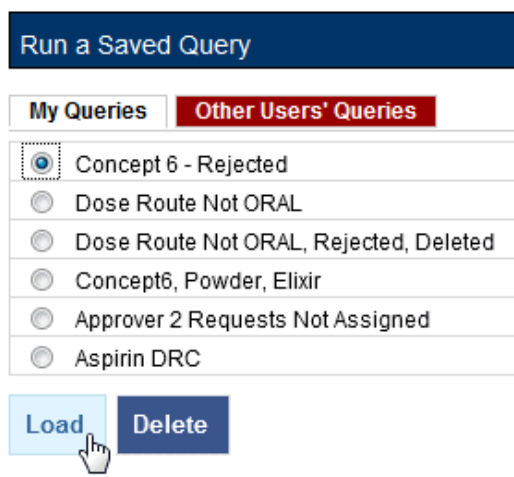 Run a Saved Query
My Queries Other Users' Queries
Concept 6 - Rejected
Dose Route Not ORAL
Dose Route Not ORAL, Rejected, Deleted
Concept6, Powder, Elixir
Approver 2 Requests Not Assigned
Aspirin DRC
Load Delete